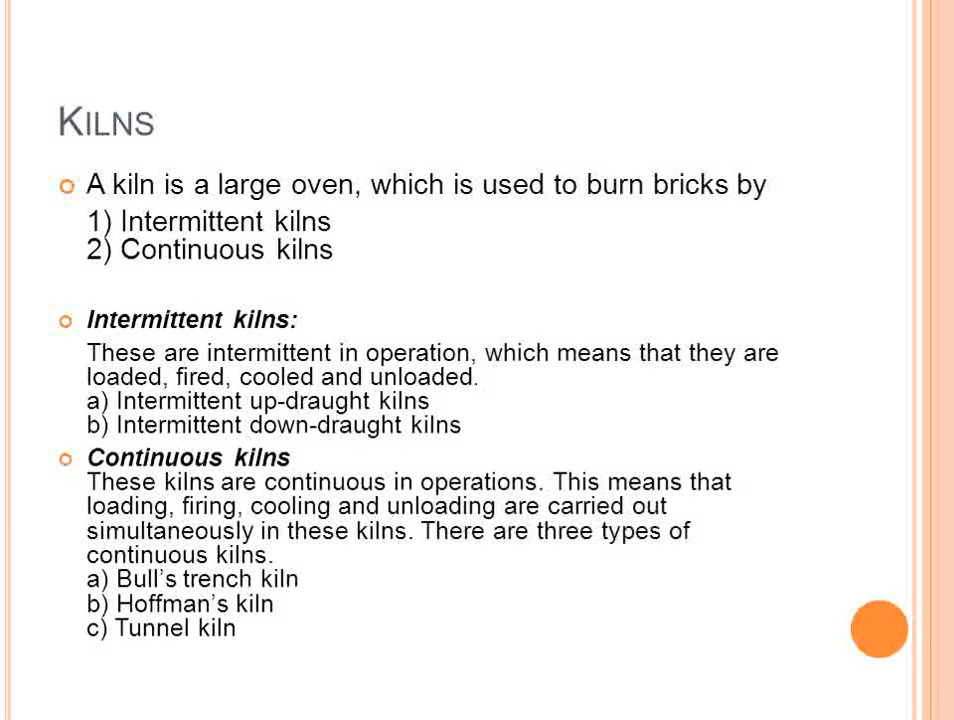 KILNS
A kiln is a large oven, which is used to burn bricks by
1) Intermittent kilns
2) Continuous kilns
Intermittent kilns:
These are intermittent in operation, which means that they are
loaded, fired, cooled and unloaded.
a) Intermittent up-draught kilns
b) Intermittent down-draught kilns
Continuous kilns
These kilns are continuous in operations. This means that
loading, firing, cooling and unloading are carried out
simultaneously in these kilns. There are three types of
continuous kilns.
a) Bull’s trench kiln
b) Hoffman’s kiln
c) Tunnel kiln